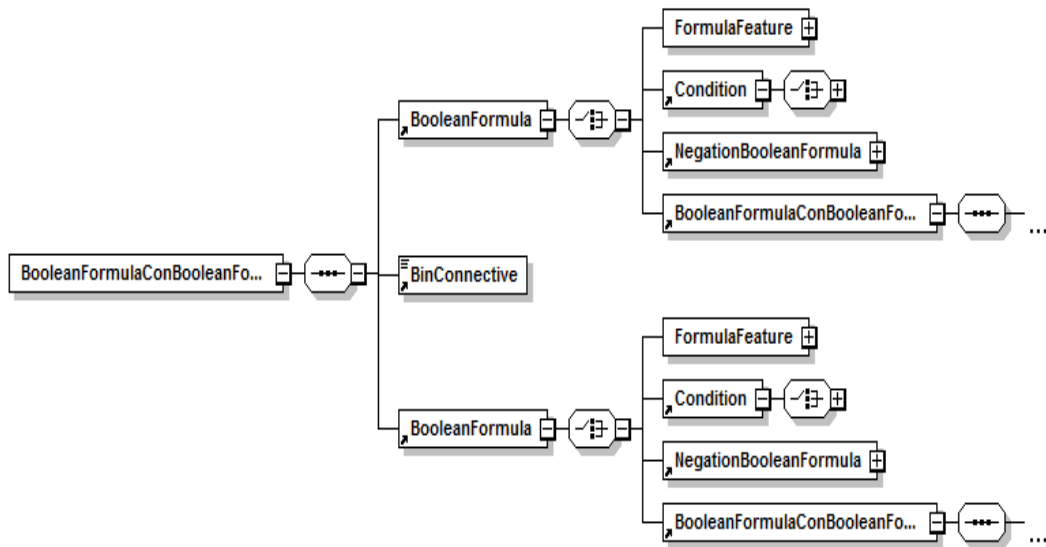 FormulaFeature
Condition
BooleanFormula
NegationBooleanFormula
BooleanFormulaConBooleanFo...
...
BooleanFormulaConBooleanFo...
BinConnective
FormulaFeature
Condition
BooleanFormula
NegationBooleanFormula
BooleanFormulaConBooleanFo...
...